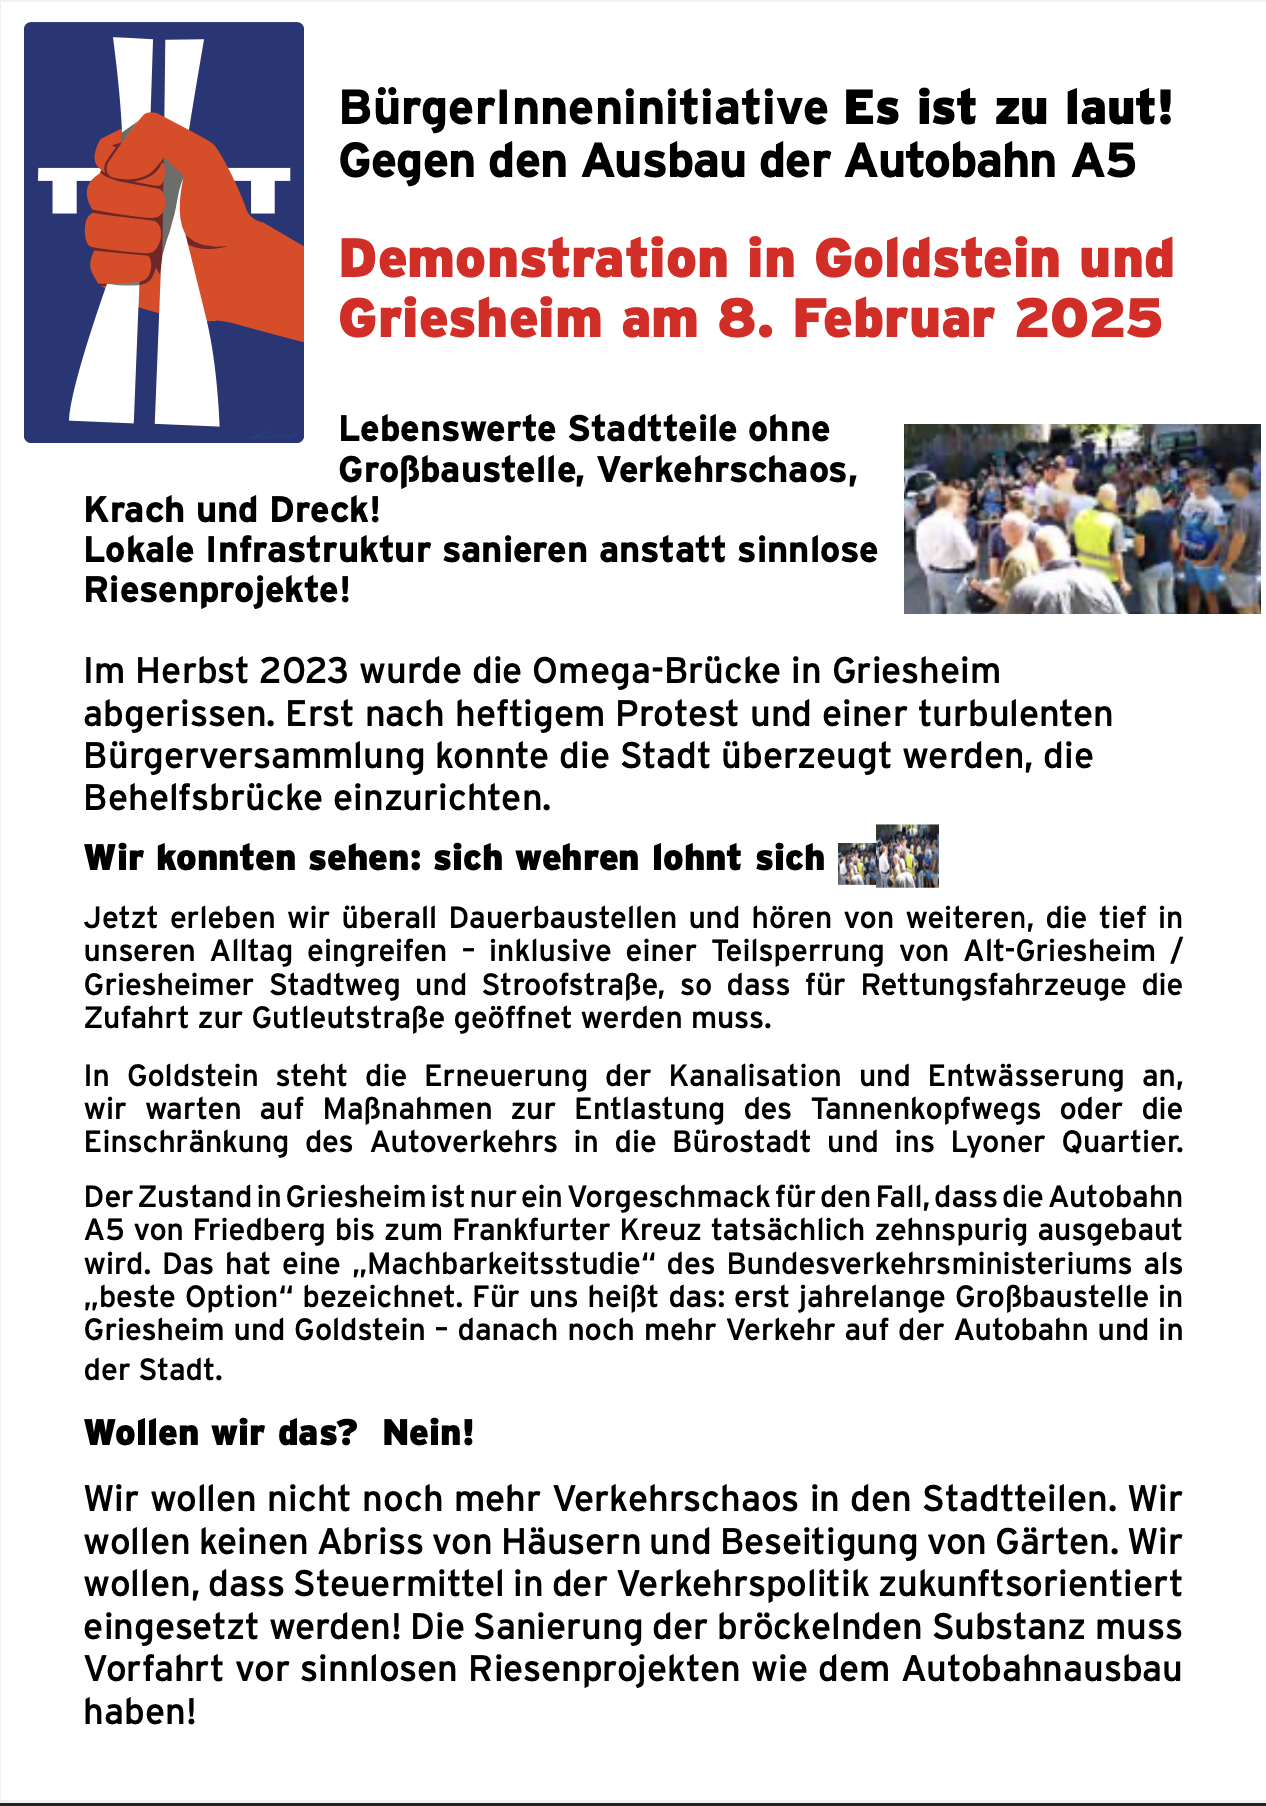 BürgerInneninitiative Es ist zu laut!
Gegen den Ausbau der Autobahn A5
Demonstration in Goldstein und
Griesheim am 8. Februar 2025
Lebenswerte Stadtteile ohne
Großbaustelle, Verkehrschaos,
Krach und Dreck!
Lokale Infrastruktur sanieren anstatt sinnlose
Riesenprojekte!
Im Herbst 2023 wurde die Omega-Brücke in Griesheim
abgerissen. Erst nach heftigem Protest und einer turbulenten
Bürgerversammlung konnte die Stadt überzeugt werden, die
Behelfsbrücke einzurichten.
Wir konnten sehen: sich wehren lohnt sich
Jetzt erleben wir überall Dauerbaustellen und hören von weiteren, die tief in
unseren Alltag eingreifen – inklusive einer Teilsperrung von Alt-Griesheim /
Griesheimer Stadtweg und Stroofstraße, so dass für Rettungsfahrzeuge die
Zufahrt zur Gutleutstraße geöffnet werden muss.
In Goldstein steht die Erneuerung der Kanalisation und Entwässerung an,
wir warten auf Maßnahmen zur Entlastung des Tannenkopfwegs oder die
Einschränkung des Autoverkehrs in die Bürostadt und ins Lyoner Quartier.
Der Zustand in Griesheim ist nur ein Vorgeschmack für den Fall, dass die Autobahn
A5 von Friedberg bis zum Frankfurter Kreuz tatsächlich zehnspurig ausgebaut
wird. Das hat eine „Machbarkeitsstudie“ des Bundesverkehrsministeriums als
„beste Option“ bezeichnet. Für uns heißt das: erst jahrelange Großbaustelle in
Griesheim und Goldstein – danach noch mehr Verkehr auf der Autobahn und in
der Stadt.
Wollen wir das?  Nein!
Wir wollen nicht noch mehr Verkehrschaos in den Stadtteilen. Wir
wollen keinen Abriss von Häusern und Beseitigung von Gärten. Wir
wollen, dass Steuermittel in der Verkehrspolitik zukunftsorientiert
eingesetzt werden! Die Sanierung der bröckelnden Substanz muss
Vorfahrt vor sinnlosen Riesenprojekten wie dem Autobahnausbau
haben!